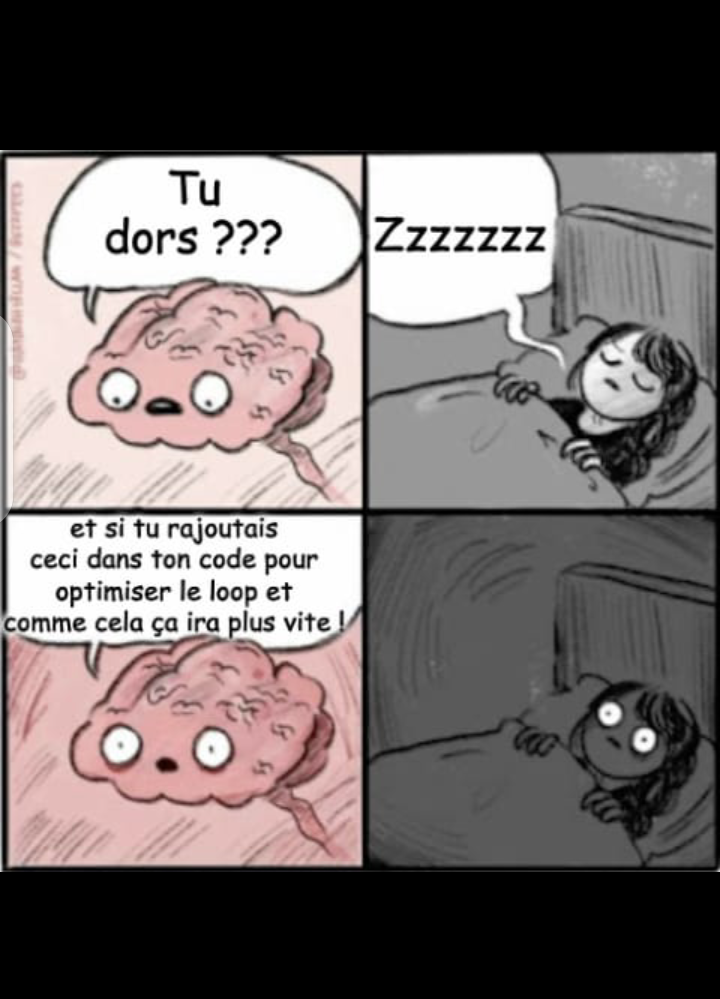 Tu
dors ???
Zzzzzzz
et si tu rajoutais
ceci dans ton code pour
optimiser le loop et
comme cela ça ira plus vite !